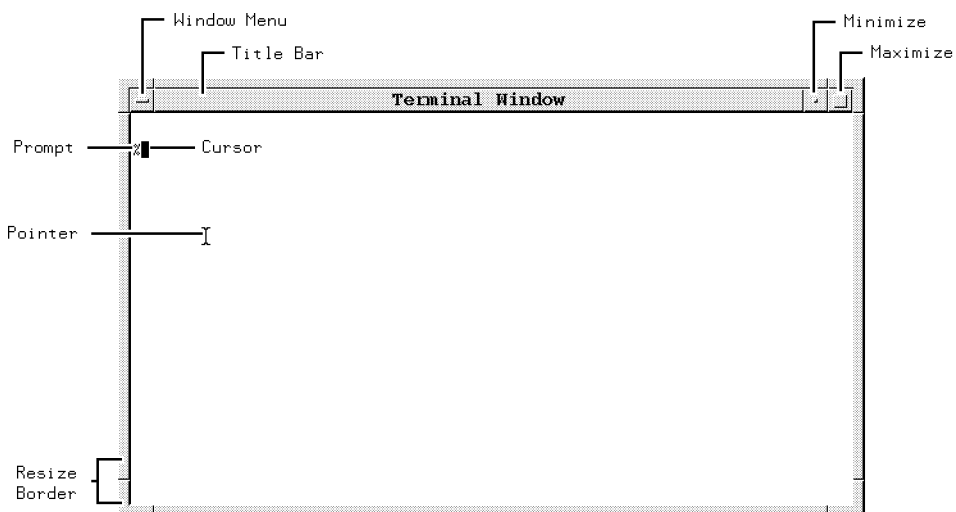 Window Menu
Minimize
Title Bar
Maximize
Terminal Window
Prompt
%
Cursor
Pointer
Resize
Border